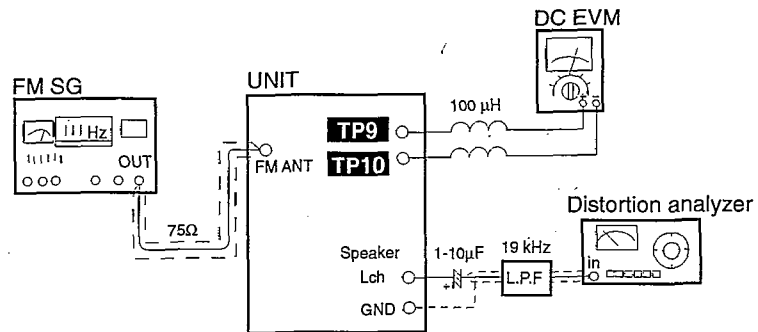 DC EVM
FM SG
UNIT
Hz
OUT
100 µH
+ −
TP9
FM ANT
TP10
75Ω
Distortion analyzer
Speaker
1-10µF
19 kHz
Lch
+
L.P.F
in
GND